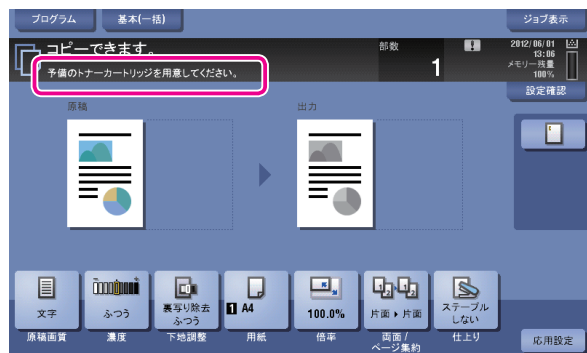 プログラム
基本(一括)
ジョブ表示
コピーできます。
予備のトナーカートリッジを用意してください。
部数
1
2012/06/01
13:06
メモリー残量
100%
設定確認
原稿
出力
文字
原稿画質
ふつう
濃度
裏写り除去
ふつう
下地調整
1 A4
用紙
100.0%
倍率
片面 ▸ 片面
両面 /
ページ集約
ステープル
しない
仕上り
応用設定